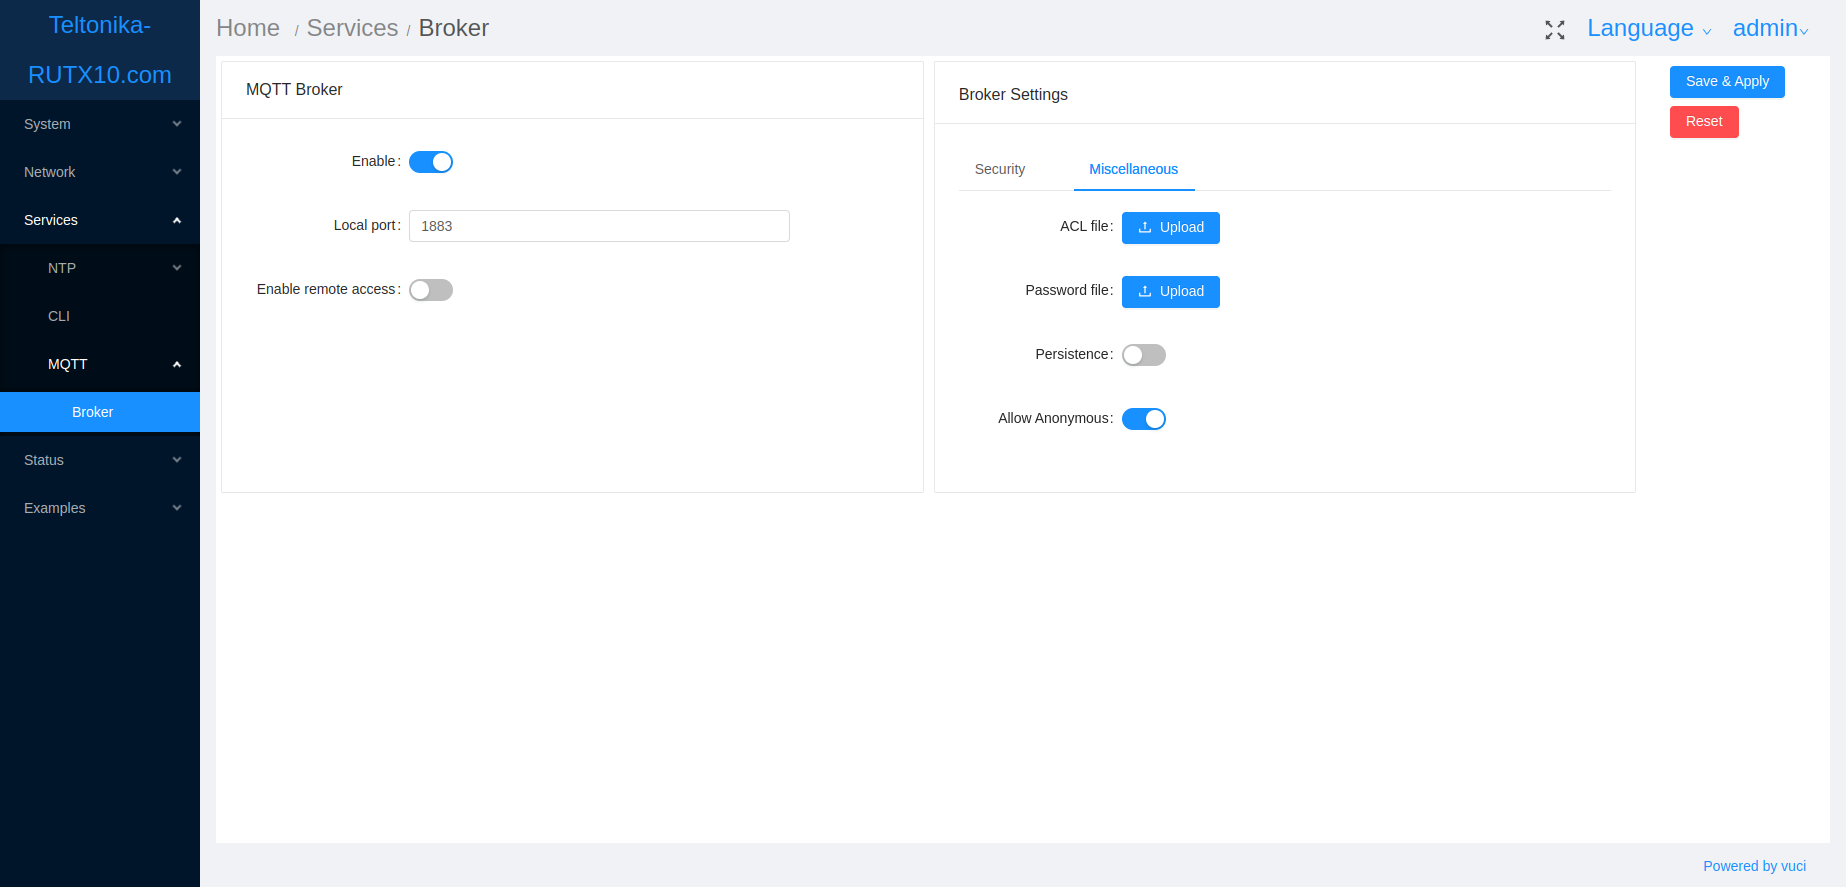 Teltonika-
RUTX10.com
System
Network
Services
NTP
CLI
MQTT
Broker
Status
Examples
Home / Services / Broker
Language admin
MQTT Broker
Enable:
Local port: 1883
Enable remote access:
Broker Settings
Security Miscellaneous
ACL file: Upload
Password file: Upload
Persistence:
Allow Anonymous:
Save & Apply
Reset
Powered by vuci